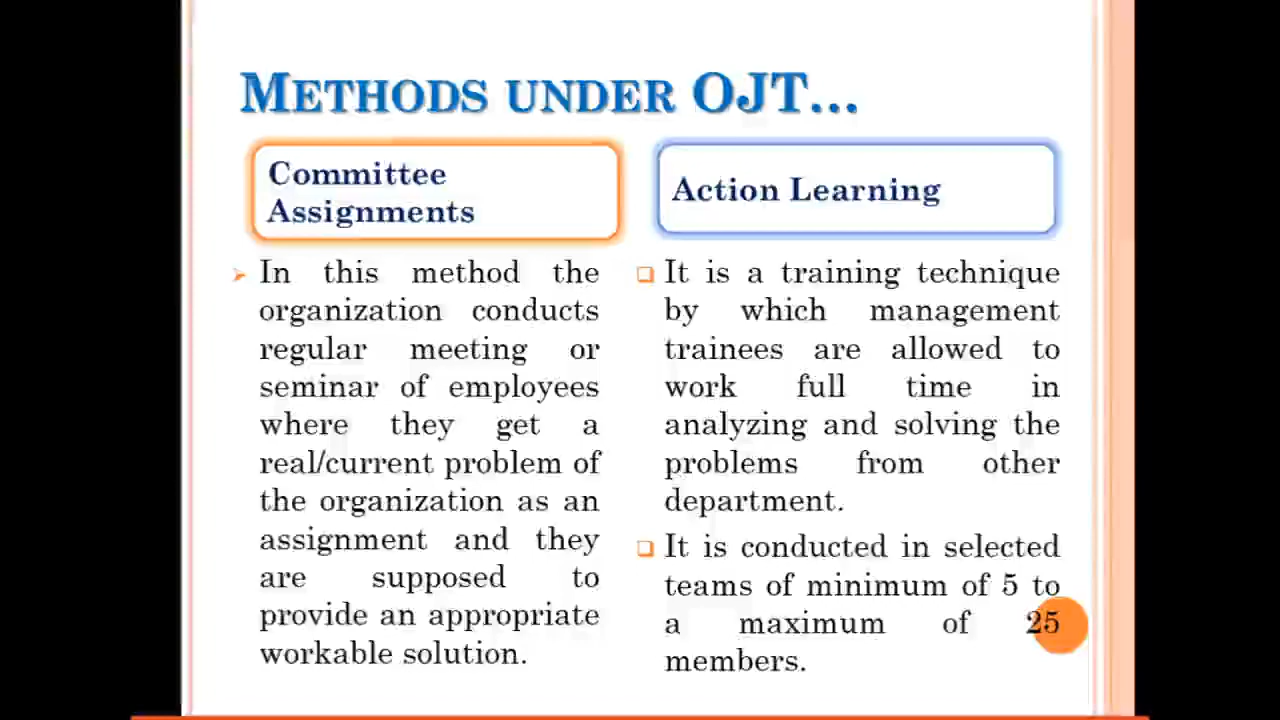 METHODS UNDER OJT...
Committee
Assignments
In this method the
organization conducts
regular meeting or
seminar of employees
where they get a
real/current problem of
the organization as an
assignment and they
are supposed to
provide an appropriate
workable solution.
Action Learning
It is a training technique
by which management
trainees are allowed to
work full time in
analyzing and solving the
problems from other
department.
It is conducted in selected
teams of minimum of 5 to
a maximum of 25
members.